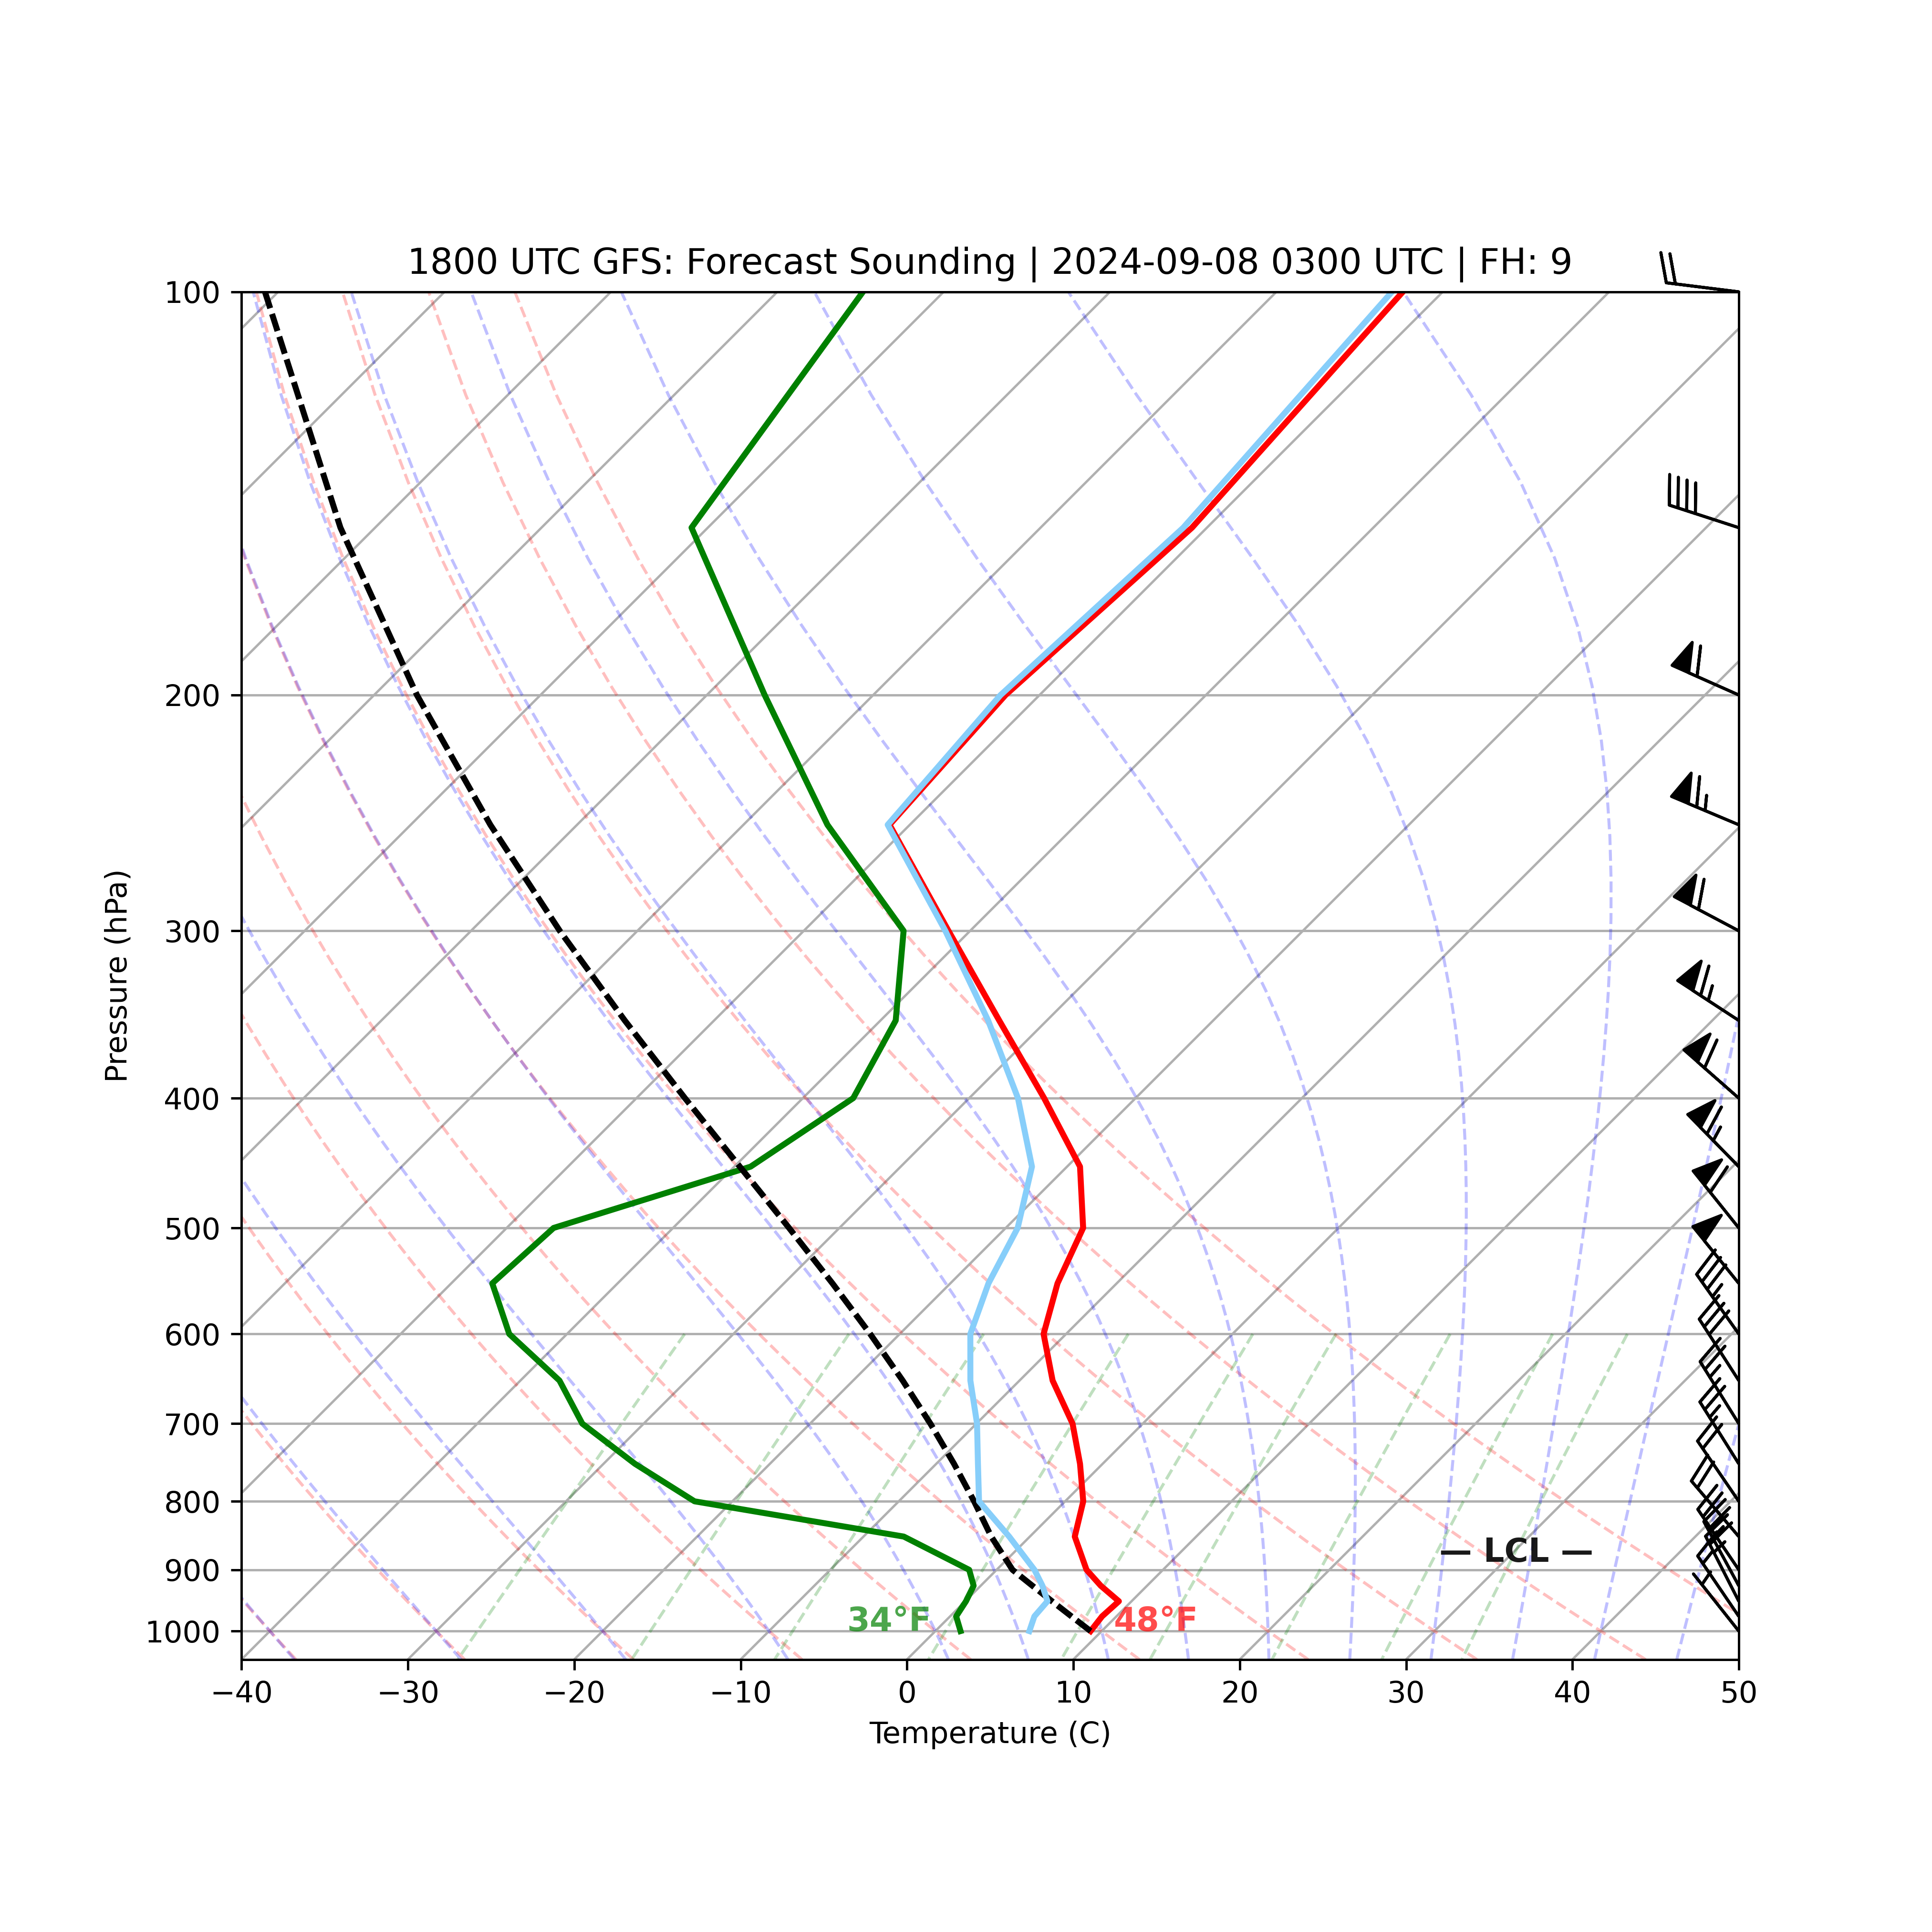 1800 UTC GFS: Forecast Sounding | 2024-09-08 0300 UTC | FH: 9
100
200
300
400
500
600
700
800
900
1000
Pressure (hPa)
— LCL —
34°F
48°F
−40 −30 −20 −10 0 10 20 30 40 50
Temperature (C)